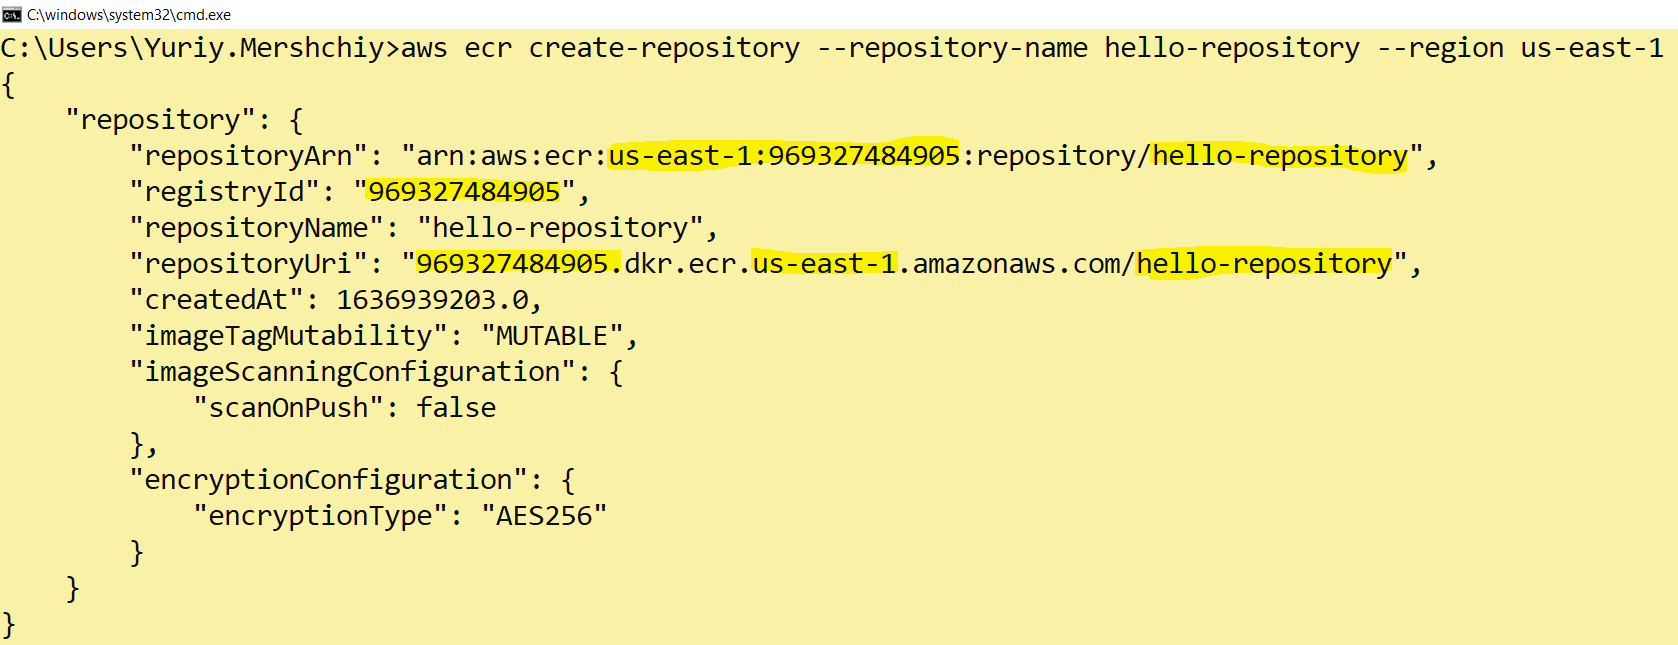 C:\windows\system32\cmd.exe
C:\Users\Yuriy.Mershchiy>aws ecr create-repository --repository-name hello-repository --region us-east-1
{
    "repository": {
        "repositoryArn": "arn:aws:ecr:us-east-1:969327484905:repository/hello-repository",
        "registryId": "969327484905",
        "repositoryName": "hello-repository",
        "repositoryUri": "969327484905.dkr.ecr.us-east-1.amazonaws.com/hello-repository",
        "createdAt": 1636939203.0,
        "imageTagMutability": "MUTABLE",
        "imageScanningConfiguration": {
            "scanOnPush": false
        },
        "encryptionConfiguration": {
            "encryptionType": "AES256"
        }
    }
}